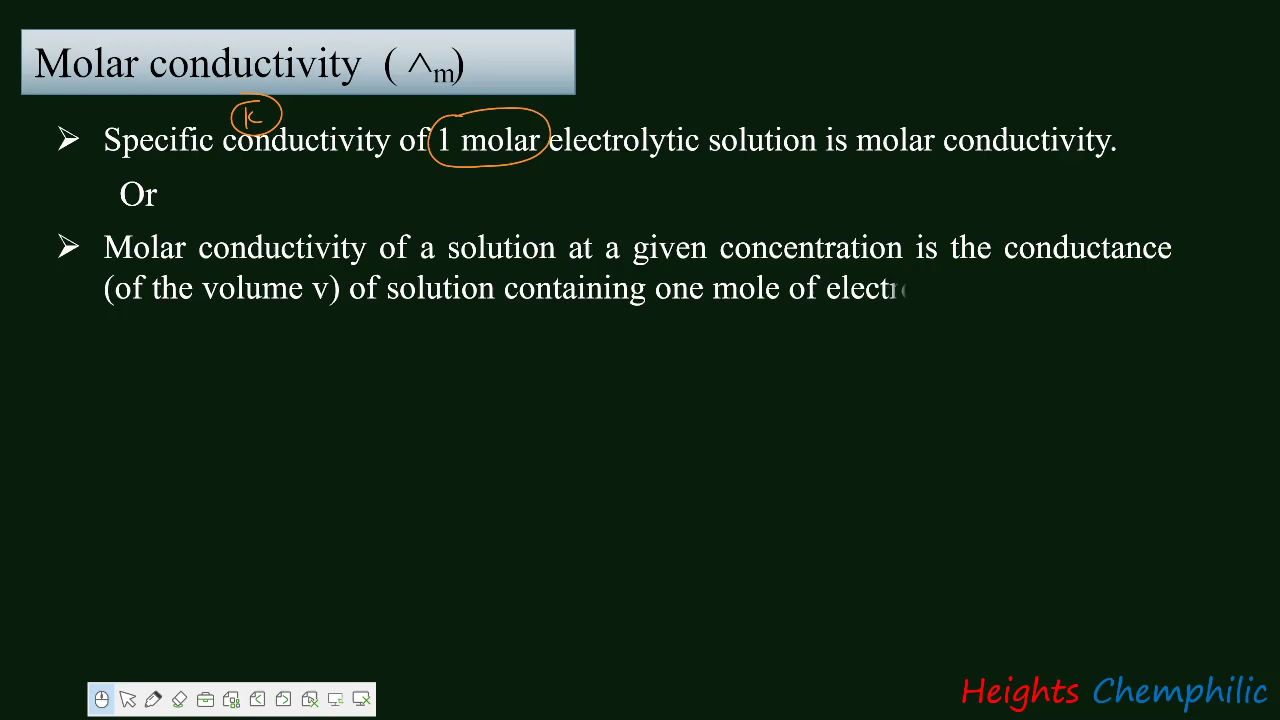 Molar conductivity ( ^m)
K
➢ Specific conductivity of 1 molar electrolytic solution is molar conductivity.
Or
➢ Molar conductivity of a solution at a given concentration is the conductance
(of the volume v) of solution containing one mole of electr
Heights Chemphilic